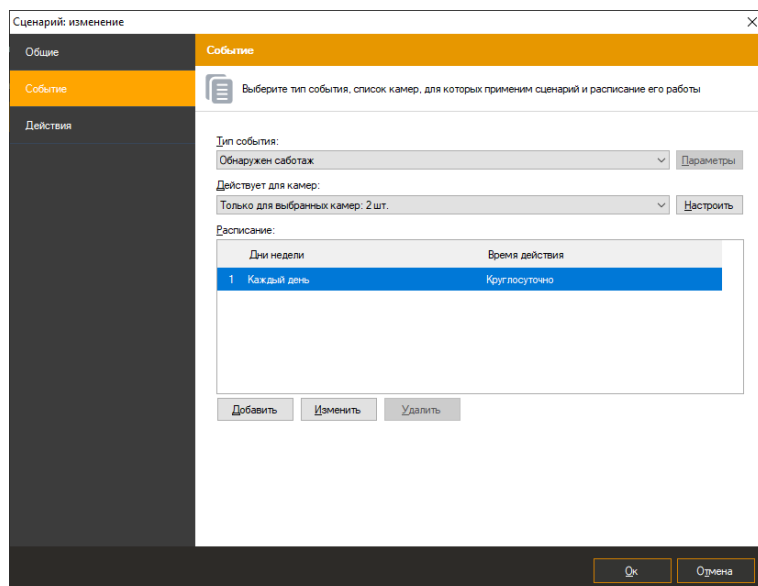 Сценарий: изменение
Общие
Событие
Действия
Событие
Выберите тип события, список камер, для которых применим сценарий и расписание его работы
Тип события:
Обнаружен саботаж
Параметры
Действует для камер:
Только для выбранных камер: 2 шт.
Настроить
Расписание:
Дни недели Время действия
1 Каждый день Круглосуточно
Добавить Изменить Удалить
Ок Отмена